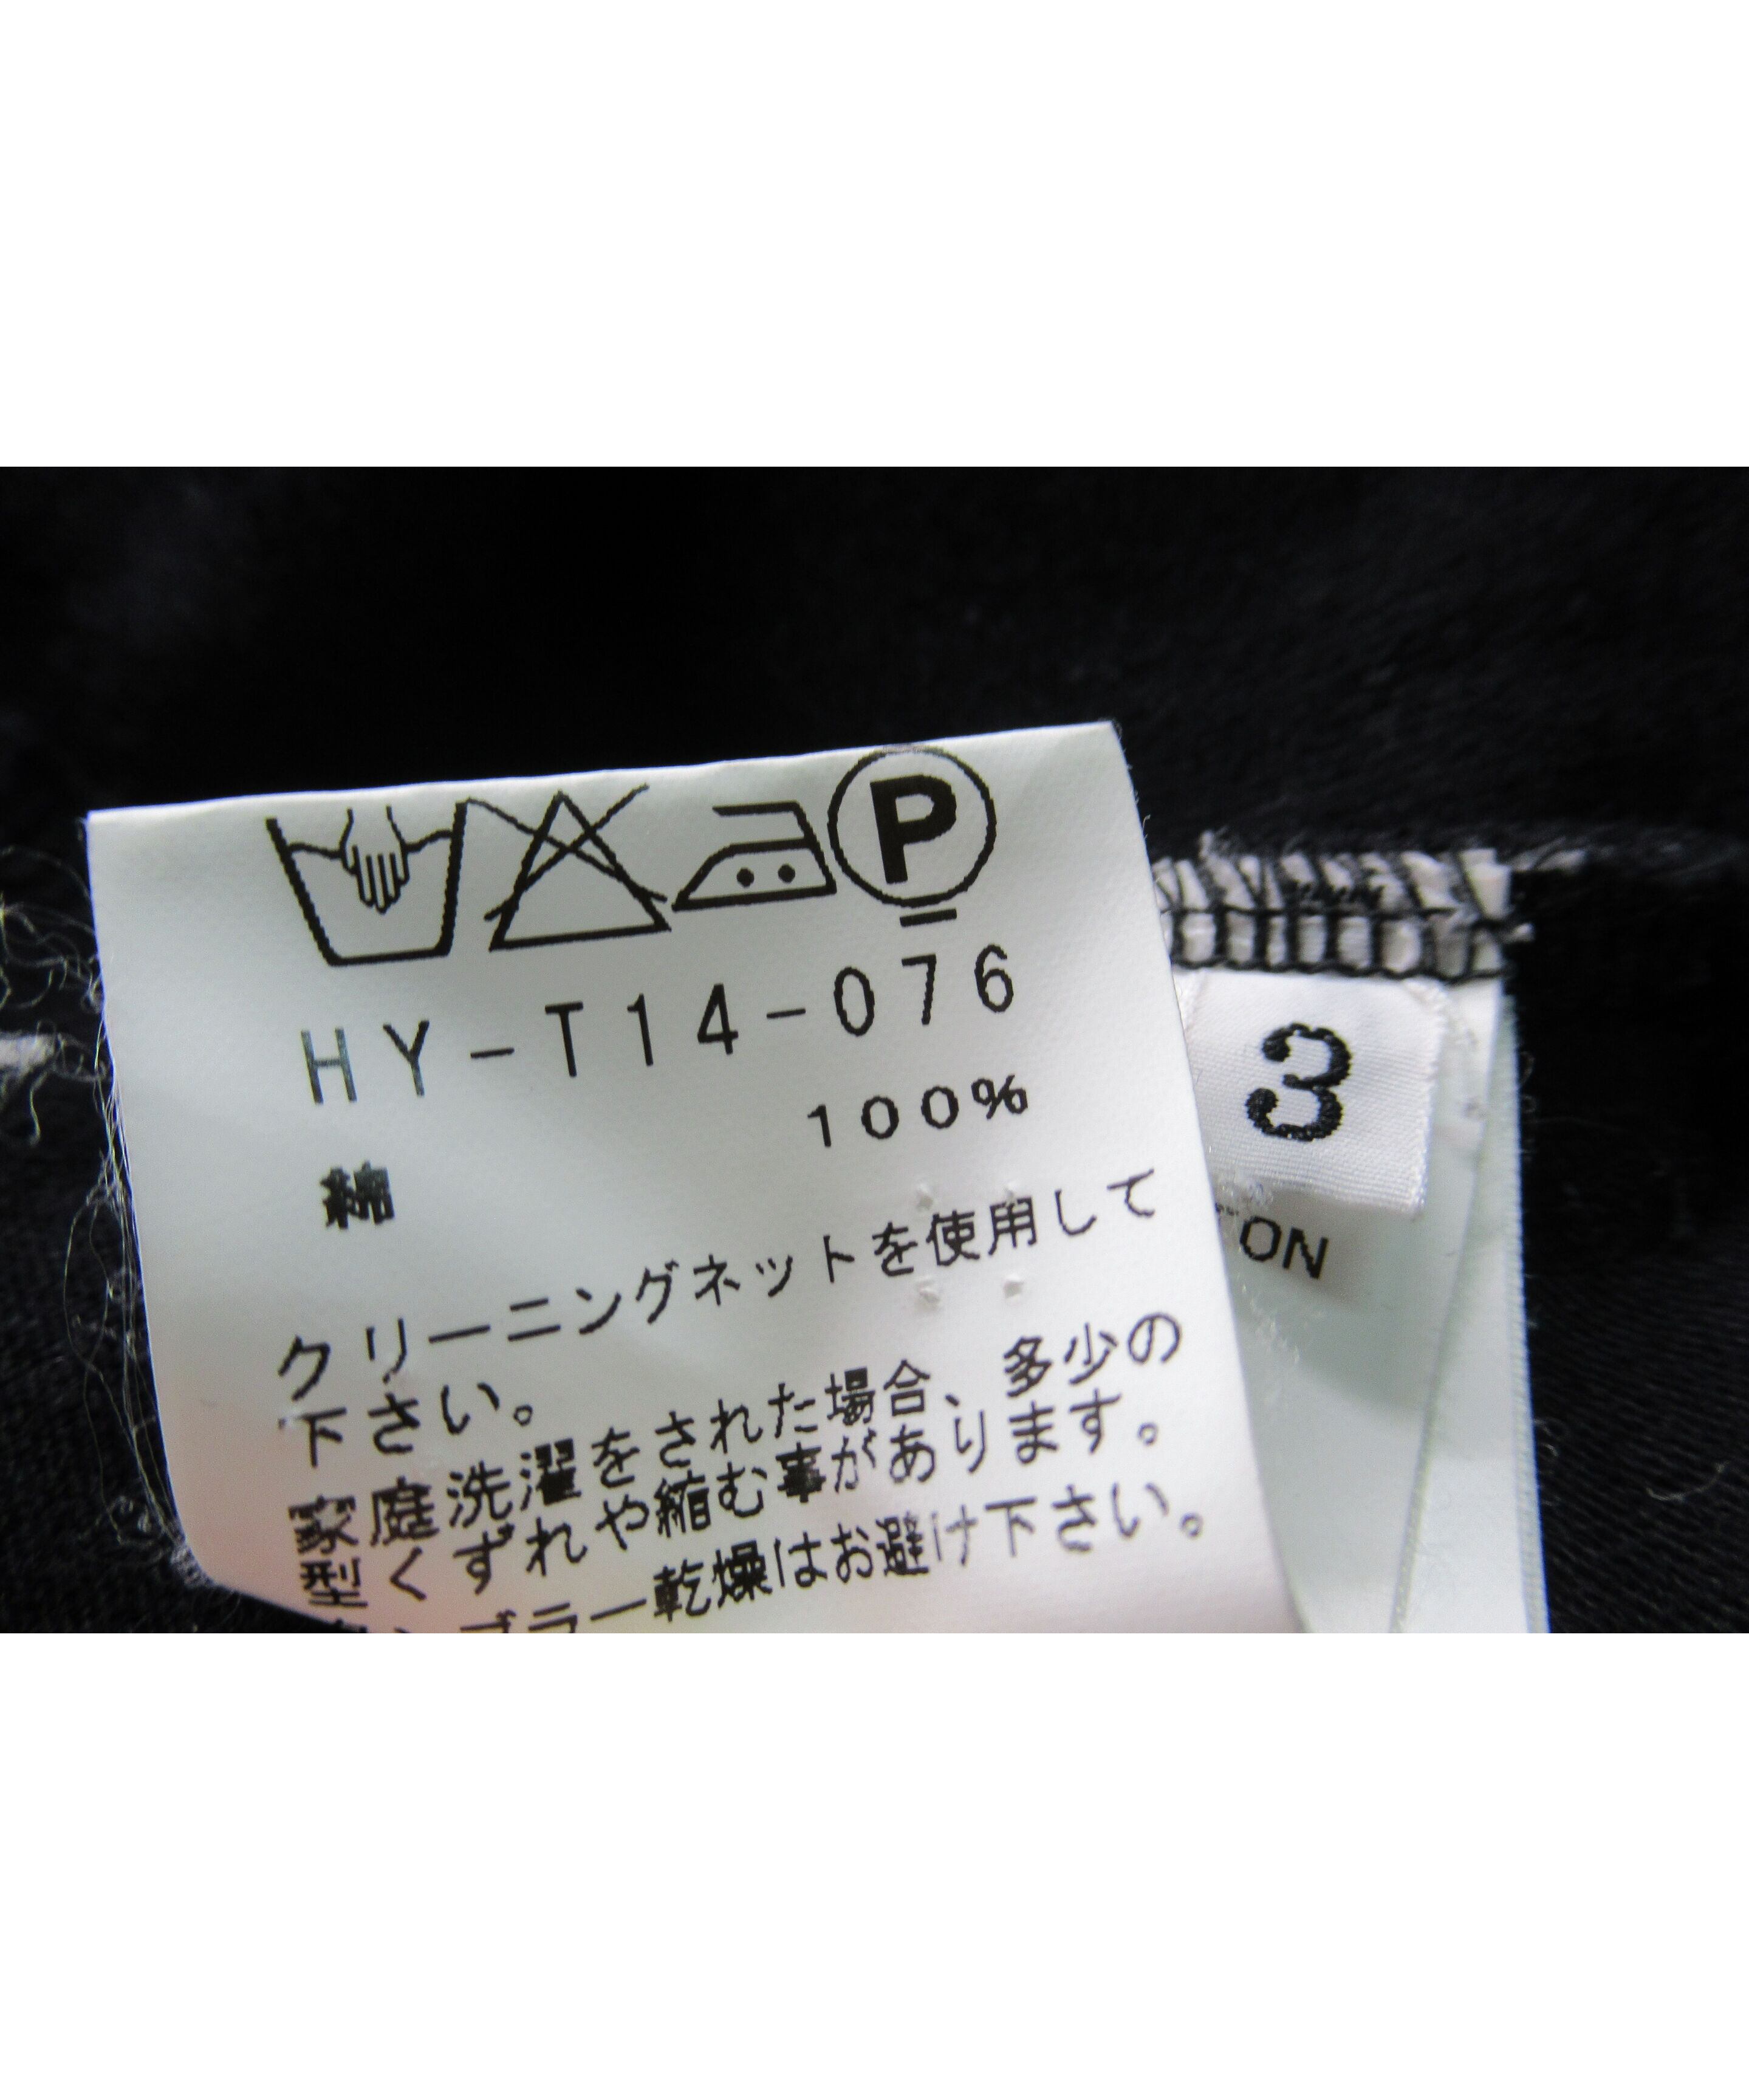 P
HY-T14-076
100%
綿
クリーニングネットを使用して
下さい。
家庭洗濯をされた場合、多少の
型くずれや縮む事があります。
ブラー乾燥はお避け下さい。
3
ON